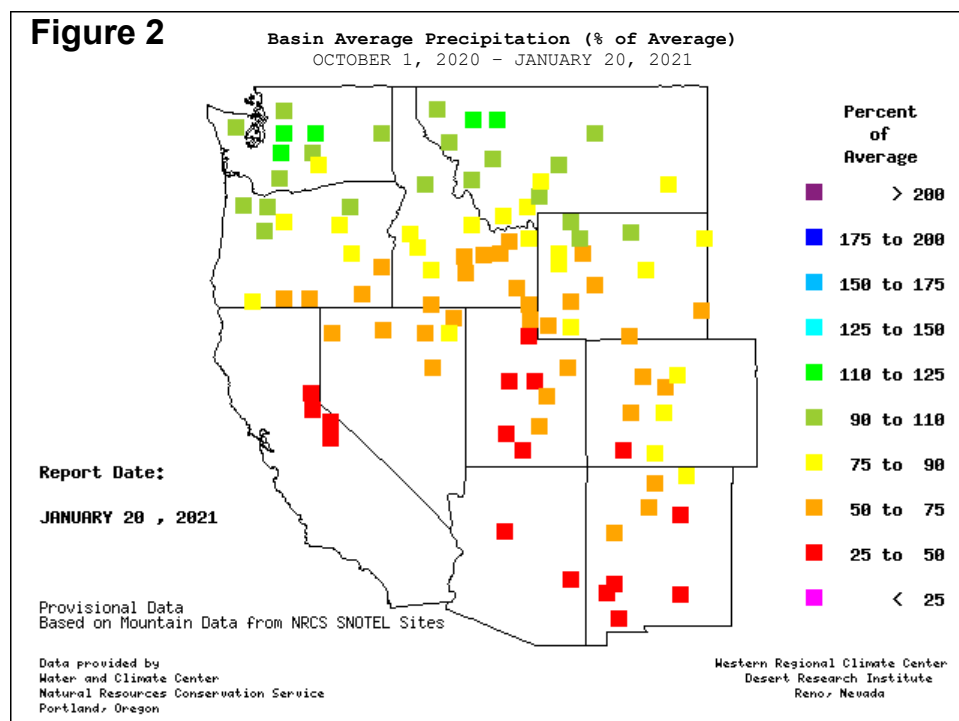 Figure 2
Basin Average Precipitation (% of Average)
OCTOBER 1, 2020 - JANUARY 20, 2021
Percent
of
Average
> 200
175 to 200
150 to 175
125 to 150
110 to 125
90 to 110
75 to 90
50 to 75
25 to 50
< 25
Report Date:
JANUARY 20 , 2021
Provisional Data
Based on Mountain Data from NRCS SNOTEL Sites
Data provided by
Water and Climate Center
Natural Resources Conservation Service
Portland, Oregon
Western Regional Climate Center
Desert Research Institute
Reno, Nevada